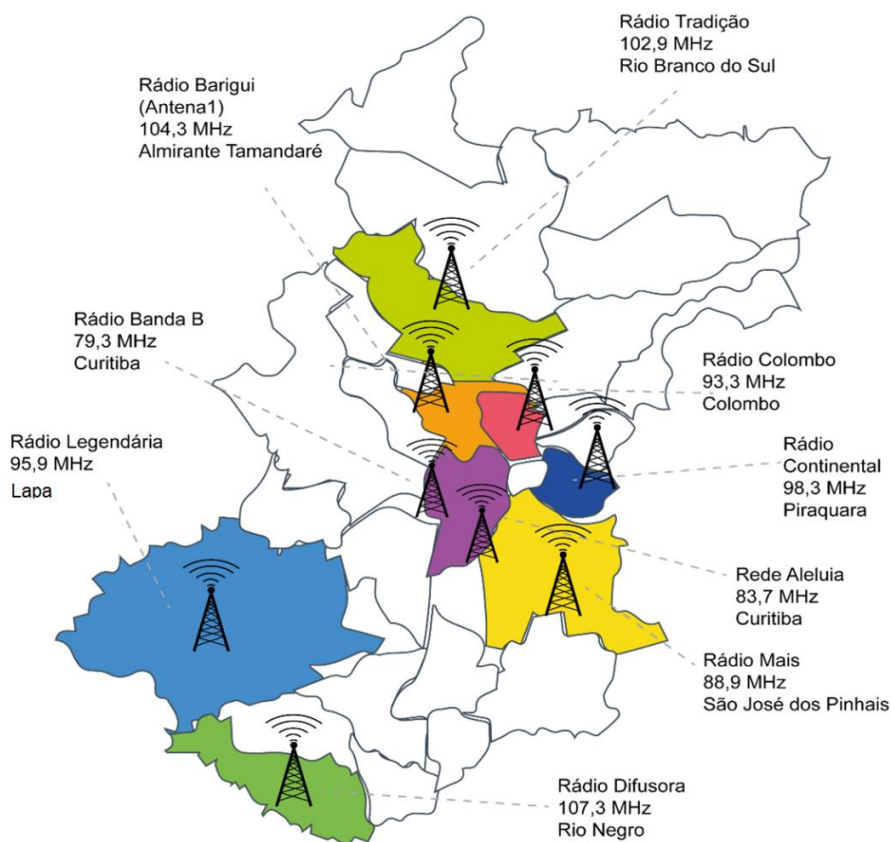 Rádio Tradição
102,9 MHz
Rio Branco do Sul
Rádio Barigui
(Antena1)
104,3 MHz
Almirante Tamandaré
Rádio Banda B
79,3 MHz
Curitiba
Rádio Colombo
93,3 MHz
Colombo
Rádio Legendária
95,9 MHz
Lapa
Rádio
Continental
98,3 MHz
Piraquara
Rede Aleluia
83,7 MHz
Curitiba
Rádio Mais
88,9 MHz
São José dos Pinhais
Rádio Difusora
107,3 MHz
Rio Negro